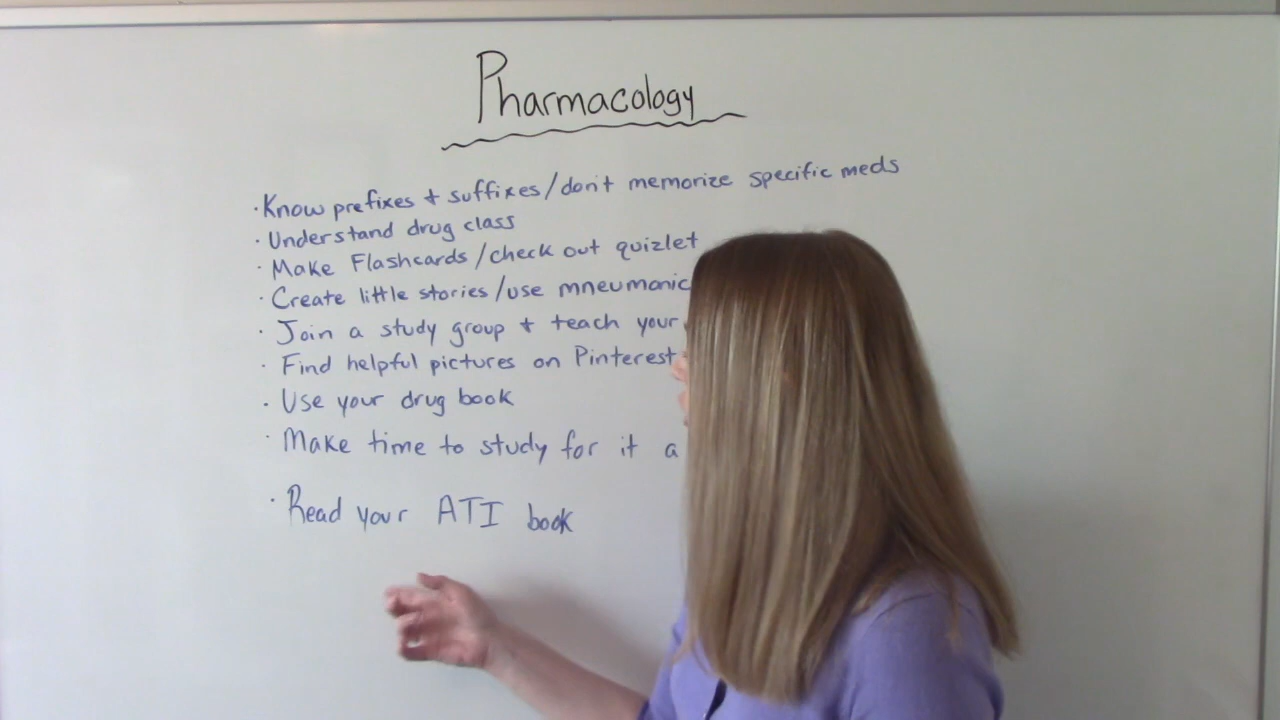 Pharmacology
· Know prefixes + suffixes/don't memorize specific meds
· Understand drug class
· Make Flashcards/check out quizlet
· Create little stories/use mneumonic
· Join a study group + teach your
· Find helpful pictures on Pinterest
· Use your drug book
· Make time to study for it a
· Read your ATI book